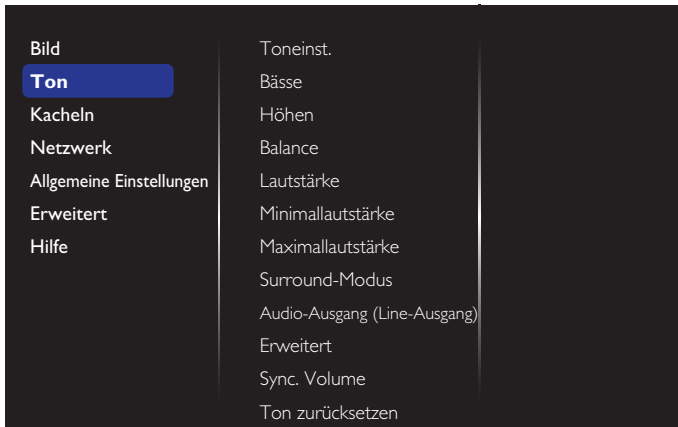 Bild
Ton
Kacheln
Netzwerk
Allgemeine Einstellungen
Erweitert
Hilfe
Toneinst.
Bässe
Höhen
Balance
Lautstärke
Minimallautstärke
Maximallautstärke
Surround-Modus
Audio-Ausgang (Line-Ausgang)
Erweitert
Sync. Volume
Ton zurücksetzen